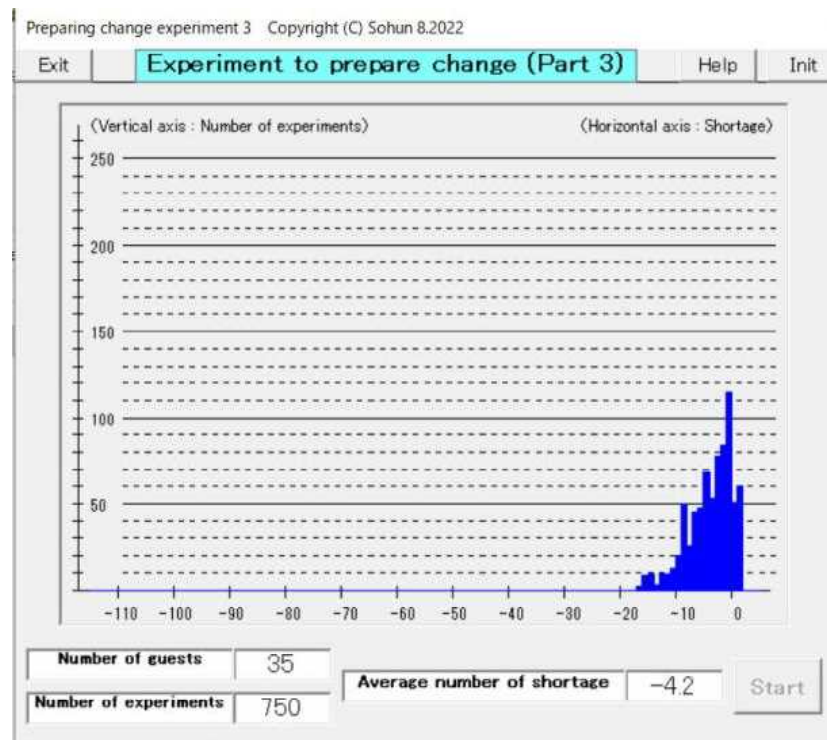 Preparing change experiment 3 Copyright (C) Sohun 8.2022
Exit Experiment to prepare change (Part 3) Help Init
(Vertical axis : Number of experiments) (Horizontal axis : Shortage)
250
200
150
100
50
-110 -100 -90 -80 -70 -60 -50 -40 -30 -20 -10 0
Number of guests 35
Average number of shortage -4.2 Start
Number of experiments 750